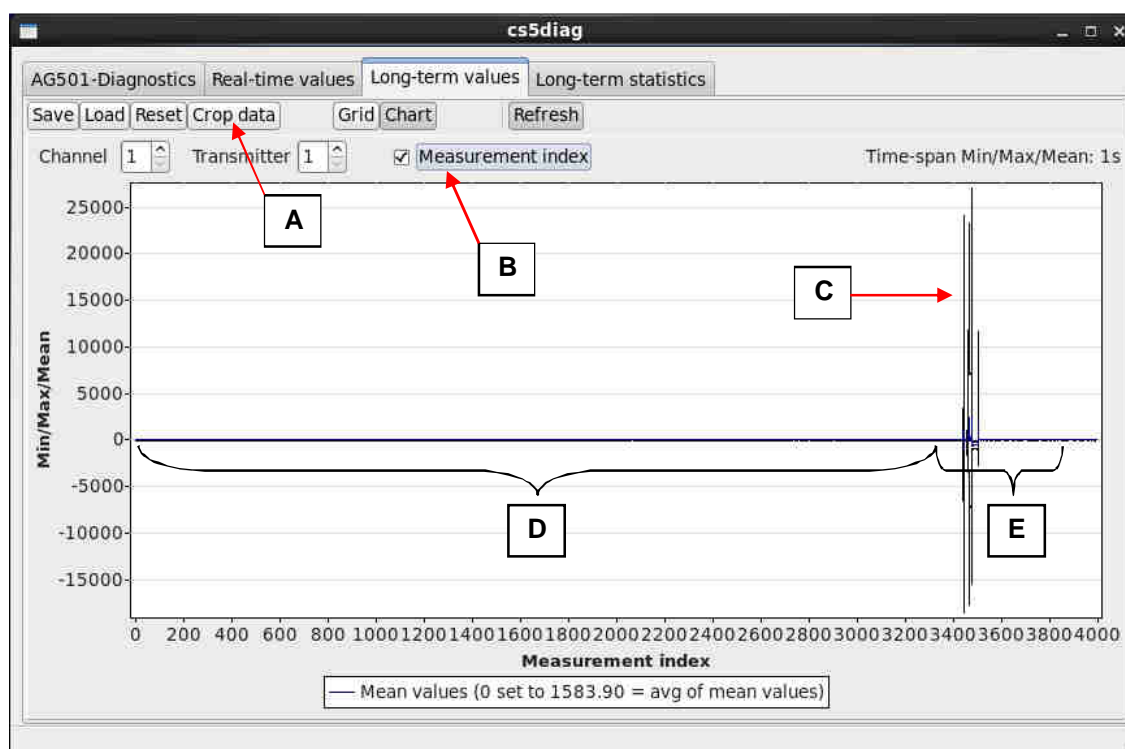 cs5diag
AG501-Diagnostics Real-time values Long-term values Long-term statistics
Save Load Reset Crop data Grid Chart Refresh
Channel 1 Transmitter 1 Measurement index Time-span Min/Max/Mean: 1s
A
B
C
D
E
Min/Max/Mean
25000
20000
15000
10000
5000
0
-5000
-10000
-15000
0 200 400 600 800 1000 1200 1400 1600 1800 2000 2200 2400 2600 2800 3000 3200 3400 3600 3800 4000
Measurement index
Mean values (0 set to 1583.90 = avg of mean values)